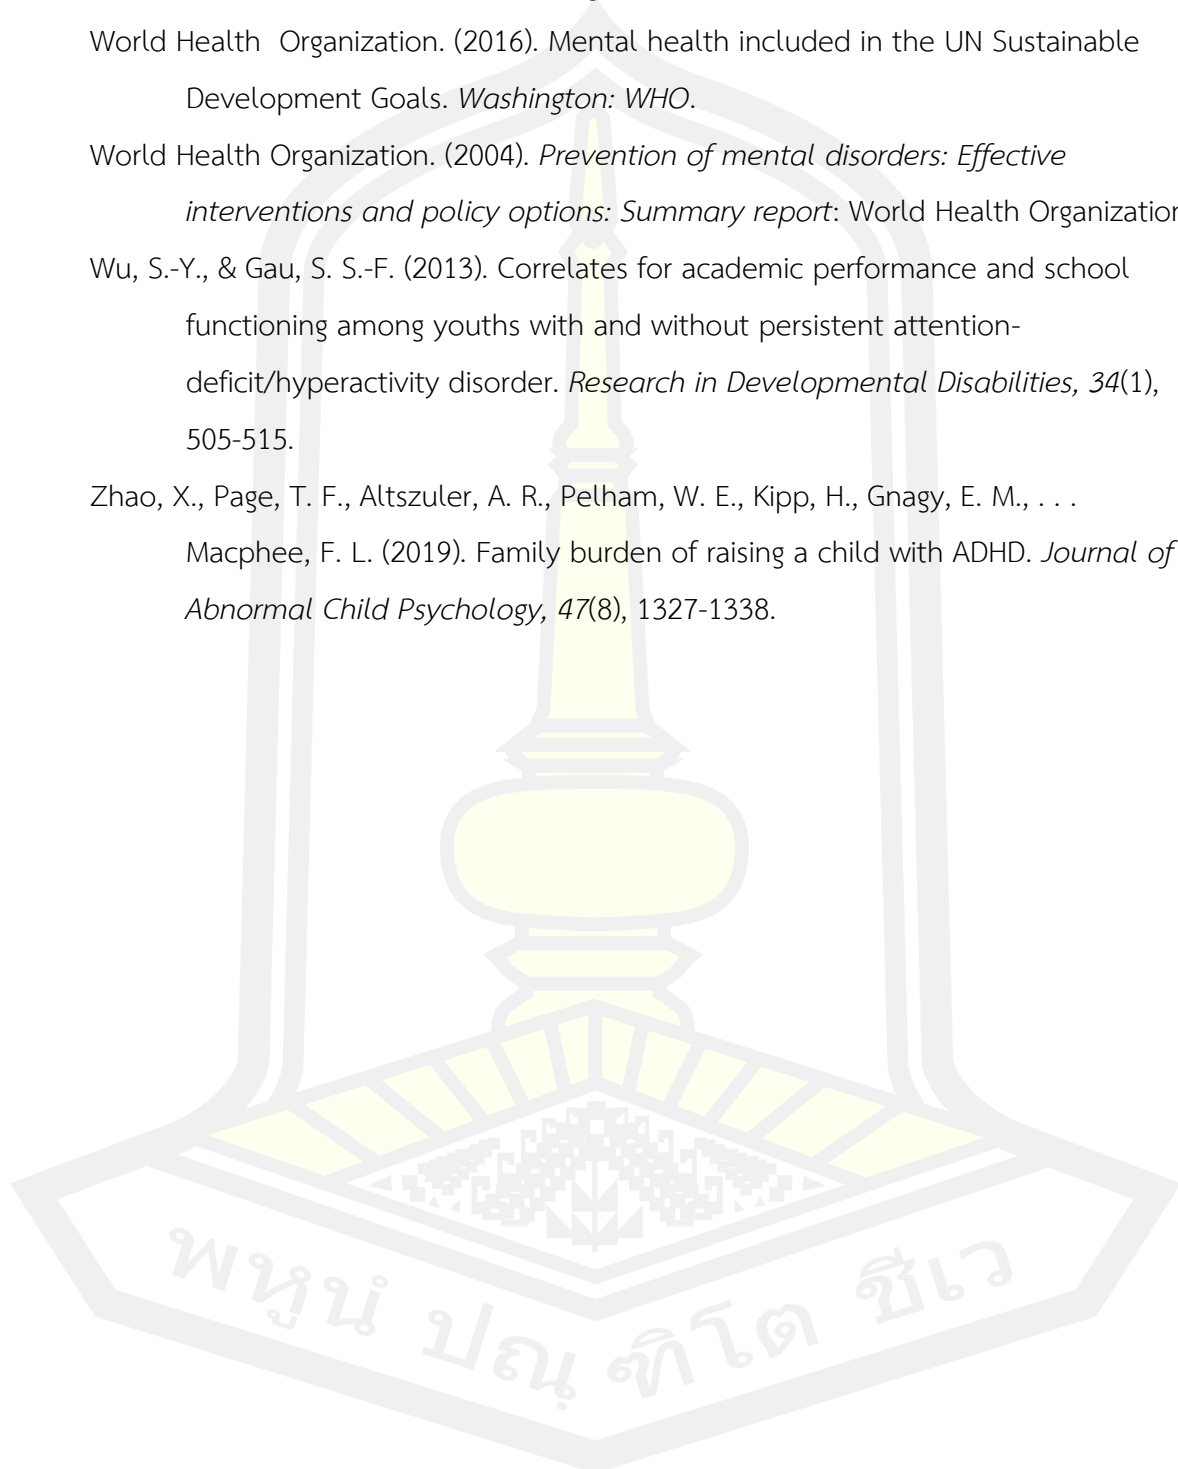 World Health  Organization. (2016). Mental health included in the UN Sustainable
Development Goals. Washington: WHO.
World Health Organization. (2004). Prevention of mental disorders: Effective
interventions and policy options: Summary report: World Health Organization
Wu, S.-Y., & Gau, S. S.-F. (2013). Correlates for academic performance and school
functioning among youths with and without persistent attention-
deficit/hyperactivity disorder. Research in Developmental Disabilities, 34(1),
505-515.
Zhao, X., Page, T. F., Altszuler, A. R., Pelham, W. E., Kipp, H., Gnagy, E. M., . . .
Macphee, F. L. (2019). Family burden of raising a child with ADHD. Journal of
Abnormal Child Psychology, 47(8), 1327-1338.
พหูนํ ปณฺฑิโต ชีเว